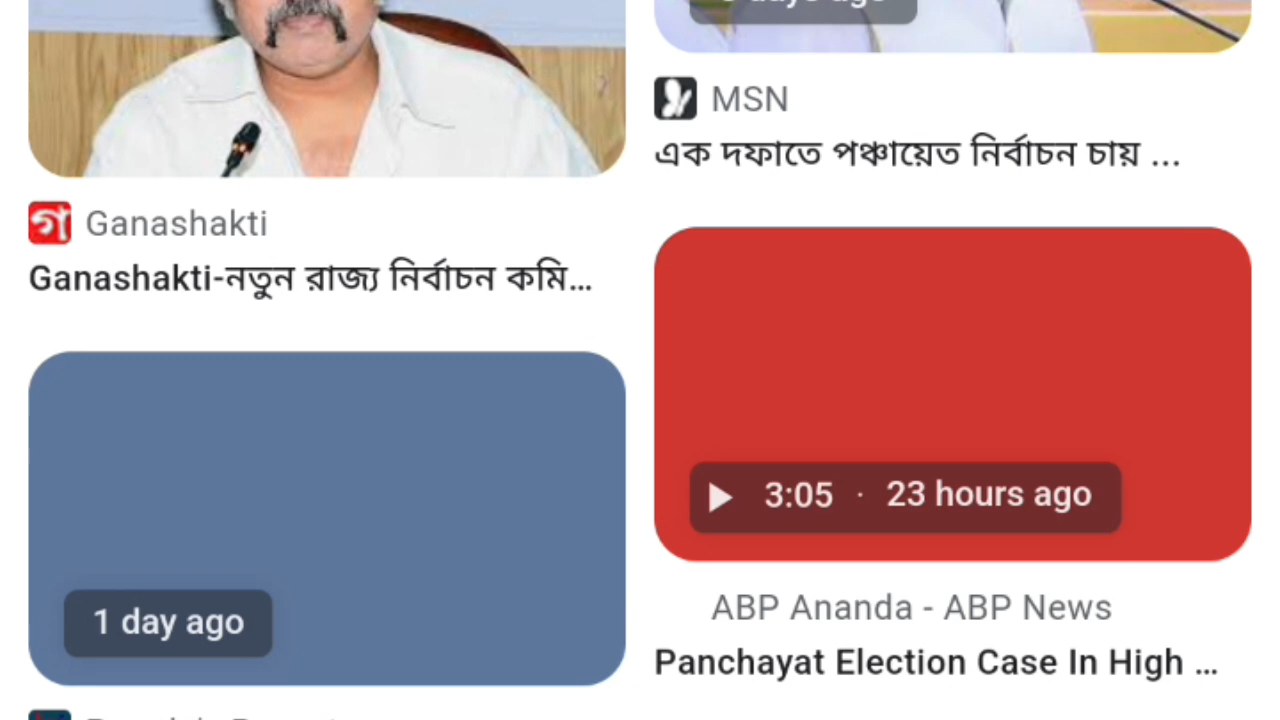 Ganashakti
Ganashakti-নতুন রাজ্য নির্বাচন কমি...
1 day ago
MSN
এক দফাতে পঞ্চায়েত নির্বাচন চায় ...
3:05 · 23 hours ago
ABP Ananda - ABP News
Panchayat Election Case In High ...